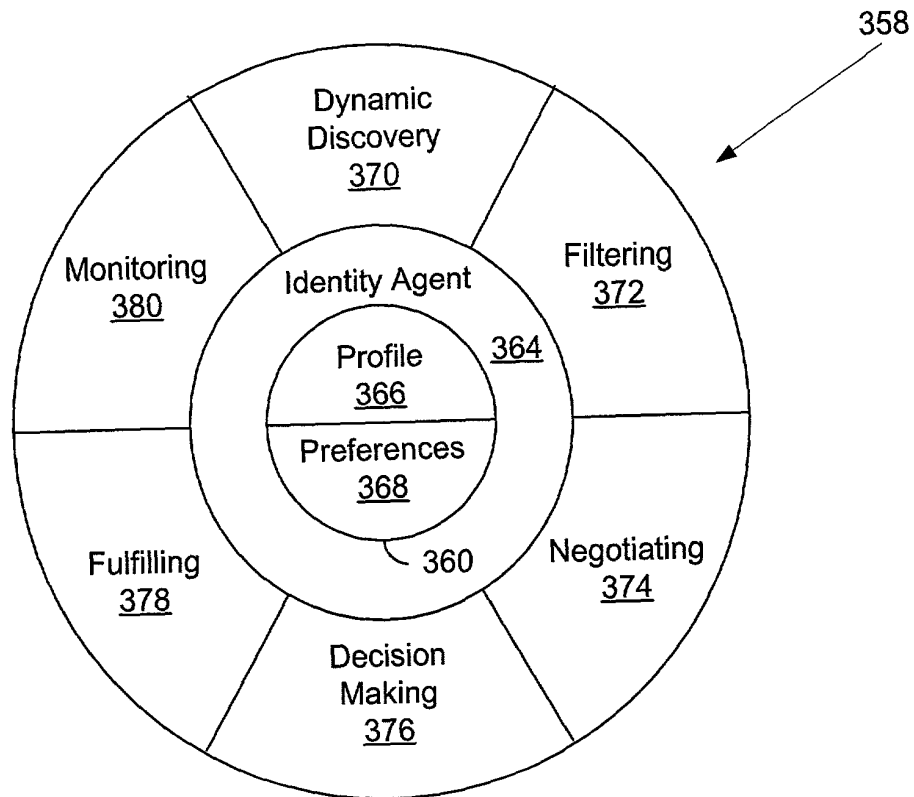 358
Dynamic
Discovery
370
Filtering
372
Monitoring
380
Identity Agent
364
Profile
366
Preferences
368
360
Negotiating
374
Fulfilling
378
Decision
Making
376